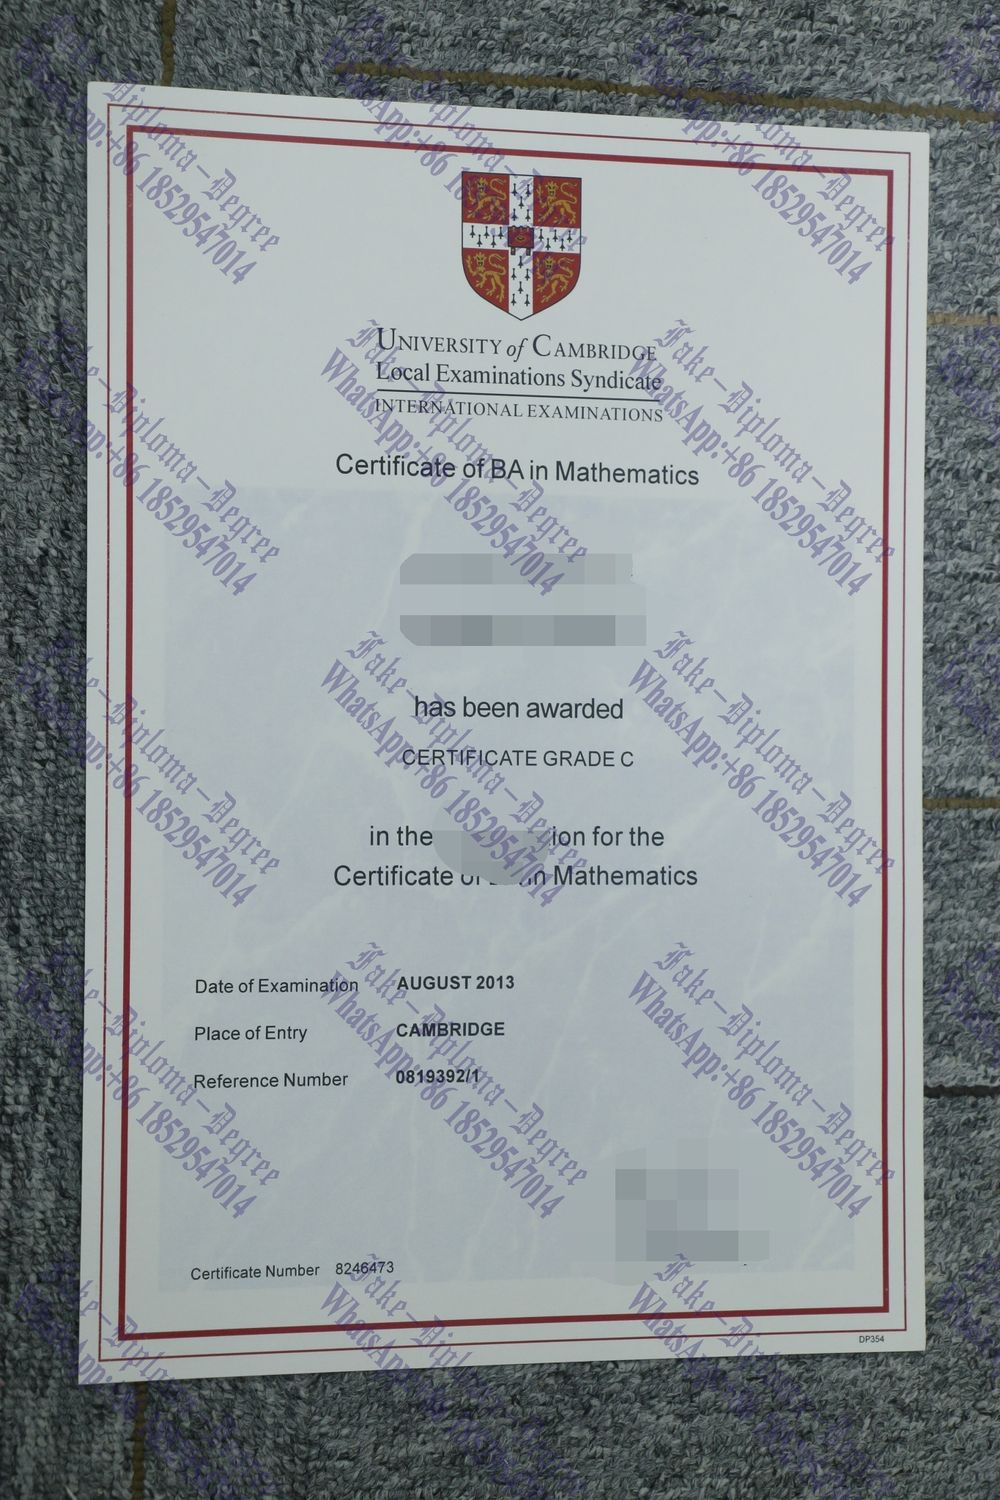 UNIVERSITY of CAMBRIDGE
Local Examinations Syndicate
INTERNATIONAL EXAMINATIONS
Certificate of BA in Mathematics
has been awarded
CERTIFICATE GRADE C
in the ion for the
Certificate in Mathematics
Date of Examination AUGUST 2013
Place of Entry CAMBRIDGE
Reference Number 0819392/1
Certificate Number 8246473
DP354
Fake-Diploma-Degree
WhatsApp:+86 18529547014